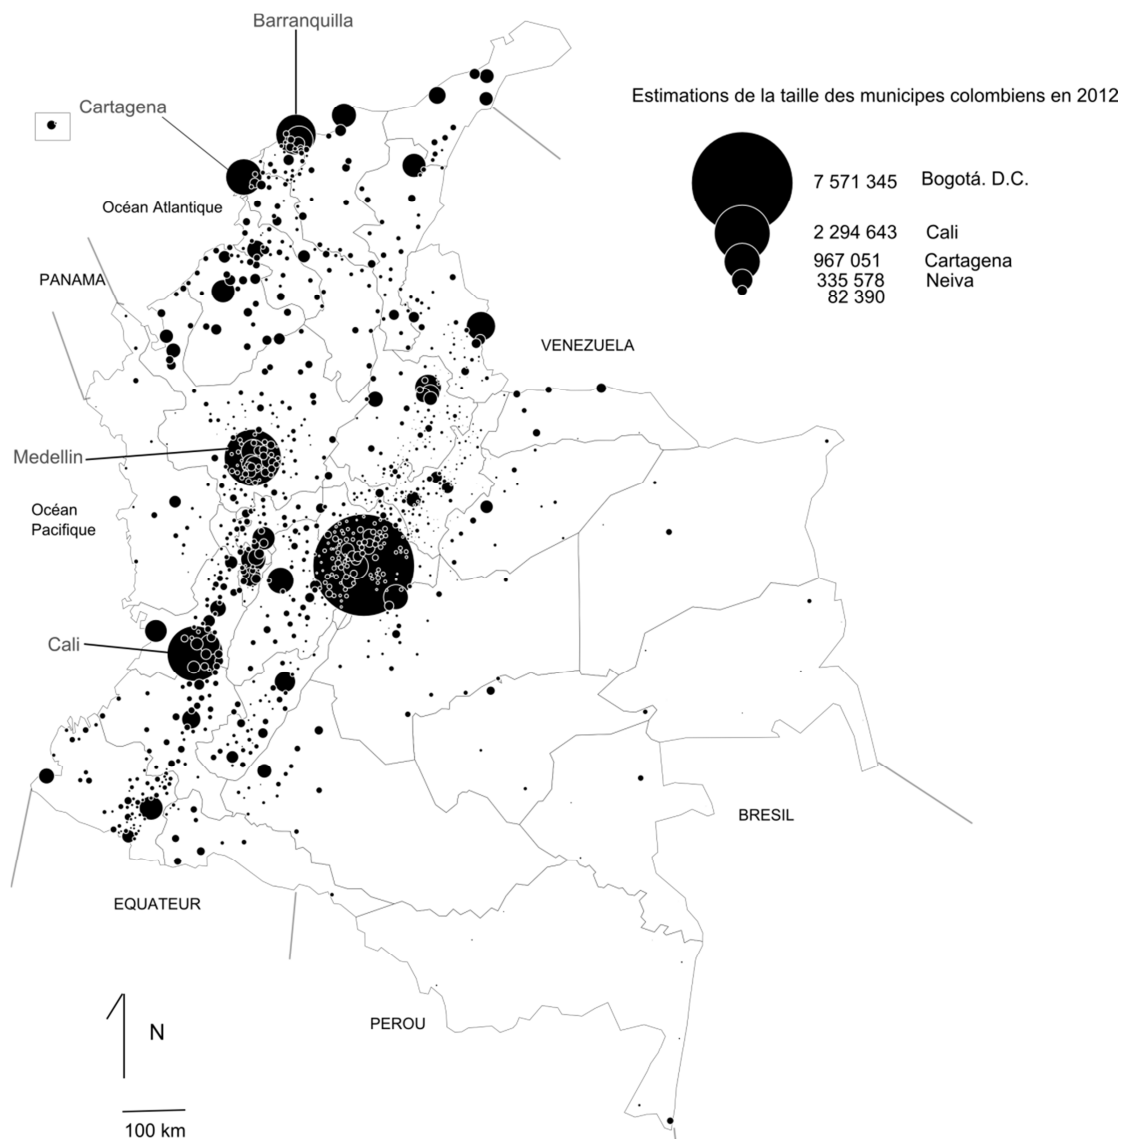 Barranquilla
Estimations de la taille des municipes colombiens en 2012
Cartagena
7 571 345 Bogotá. D.C.
Océan Atlantique
2 294 643 Cali
967 051 Cartagena
335 578 Neiva
82 390
PANAMA
VENEZUELA
Medellin
Océan
Pacifique
Cali
BRESIL
EQUATEUR
PEROU
N
100 km